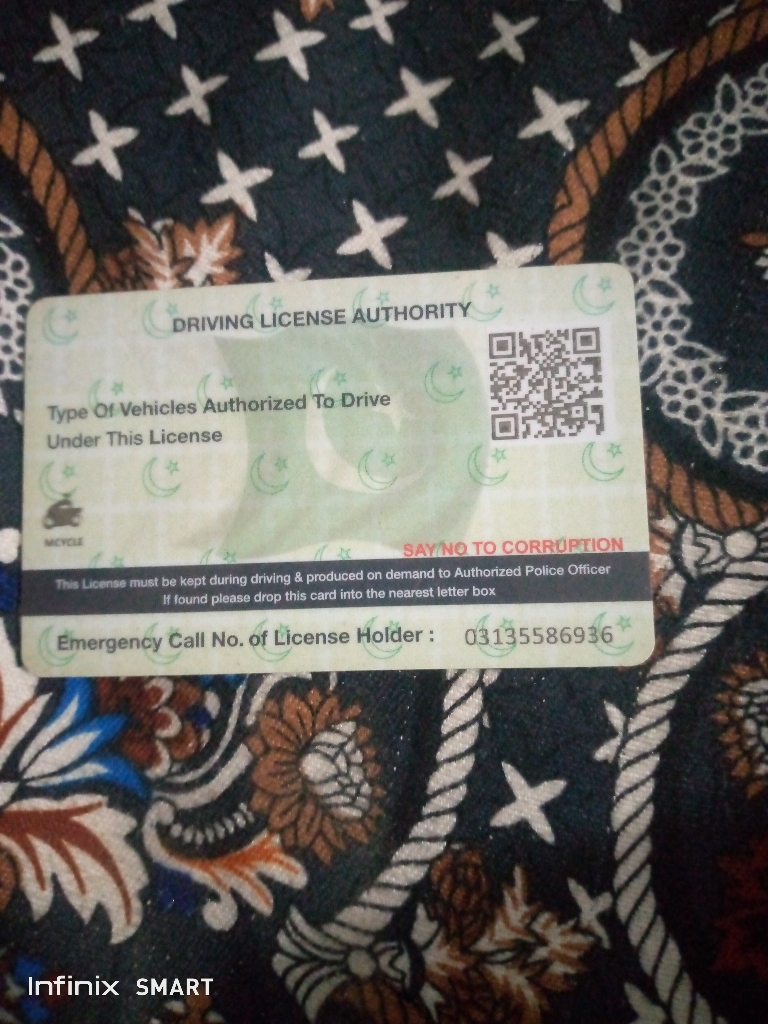 DRIVING LICENSE AUTHORITY
Type Of Vehicles Authorized To Drive
Under This License
M/CYCLE
SAY NO TO CORRUPTION
This License must be kept during driving & produced on demand to Authorized Police Officer
If found please drop this card into the nearest letter box
Emergency Call No. of License Holder : 03135586936
Infinix SMART